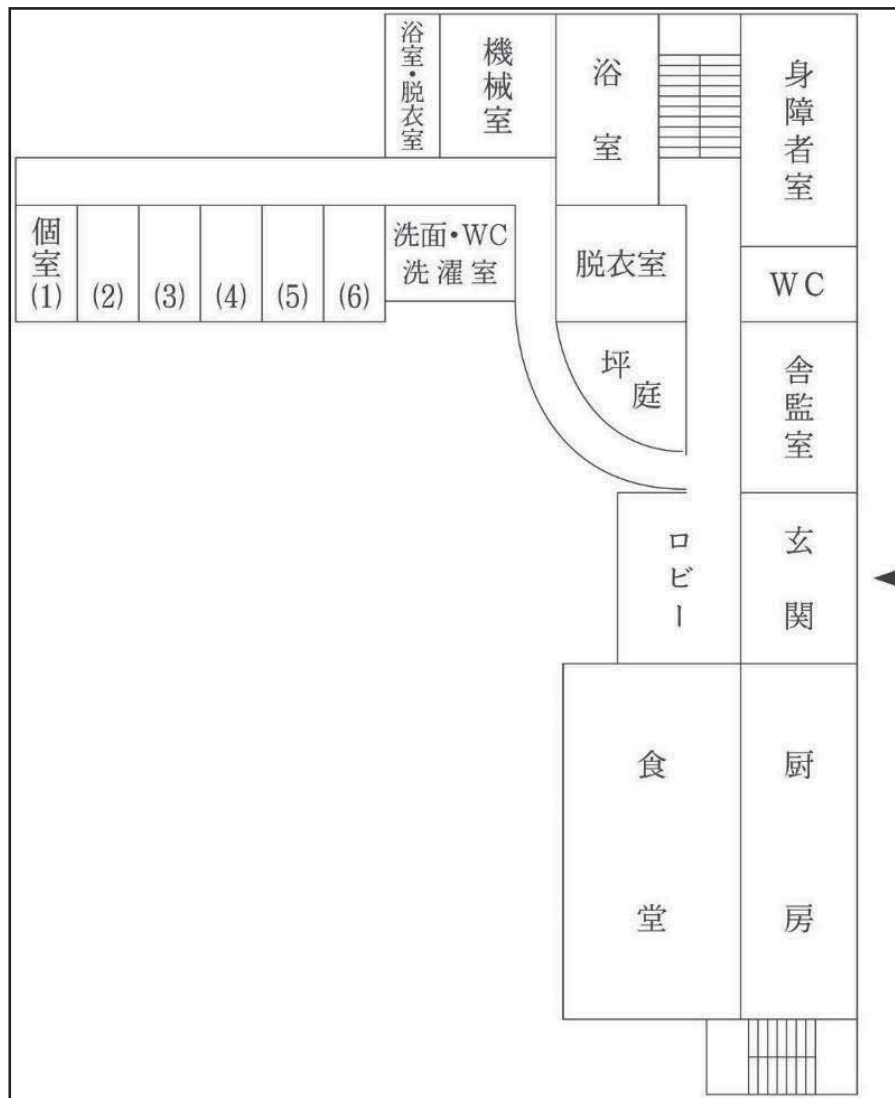 浴室・脱衣室
機械室
浴室
身障者室
個室(1)
(2)
(3)
(4)
(5)
(6)
洗面・WC
洗濯室
脱衣室
WC
坪庭
舎監室
ロビー
玄関
食堂
厨房